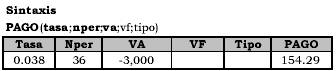 Sintaxis
PAGO(tasa;nper;va;vf;tipo)
Tasa Nper VA VF Tipo PAGO
0.038 36 -3,000 154.29